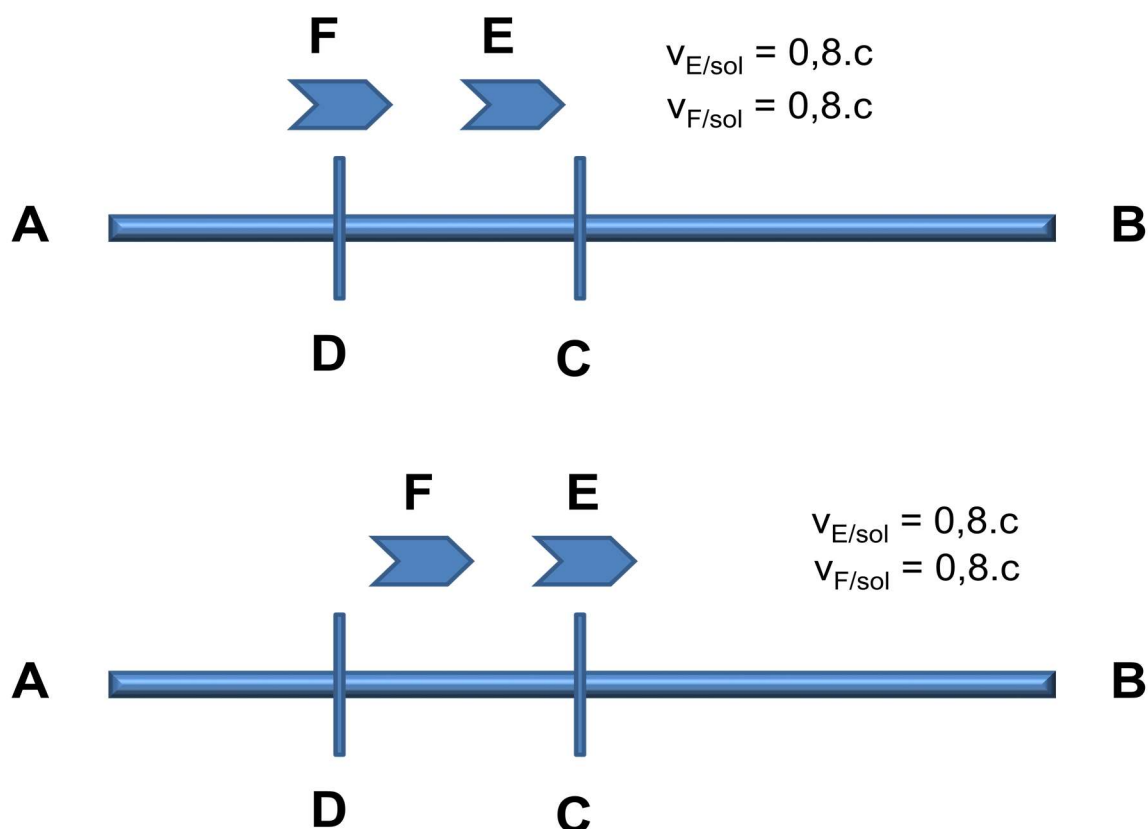 F E
v_E/sol = 0,8.c
v_F/sol = 0,8.c
A B
D C
F E
v_E/sol = 0,8.c
v_F/sol = 0,8.c
A B
D C